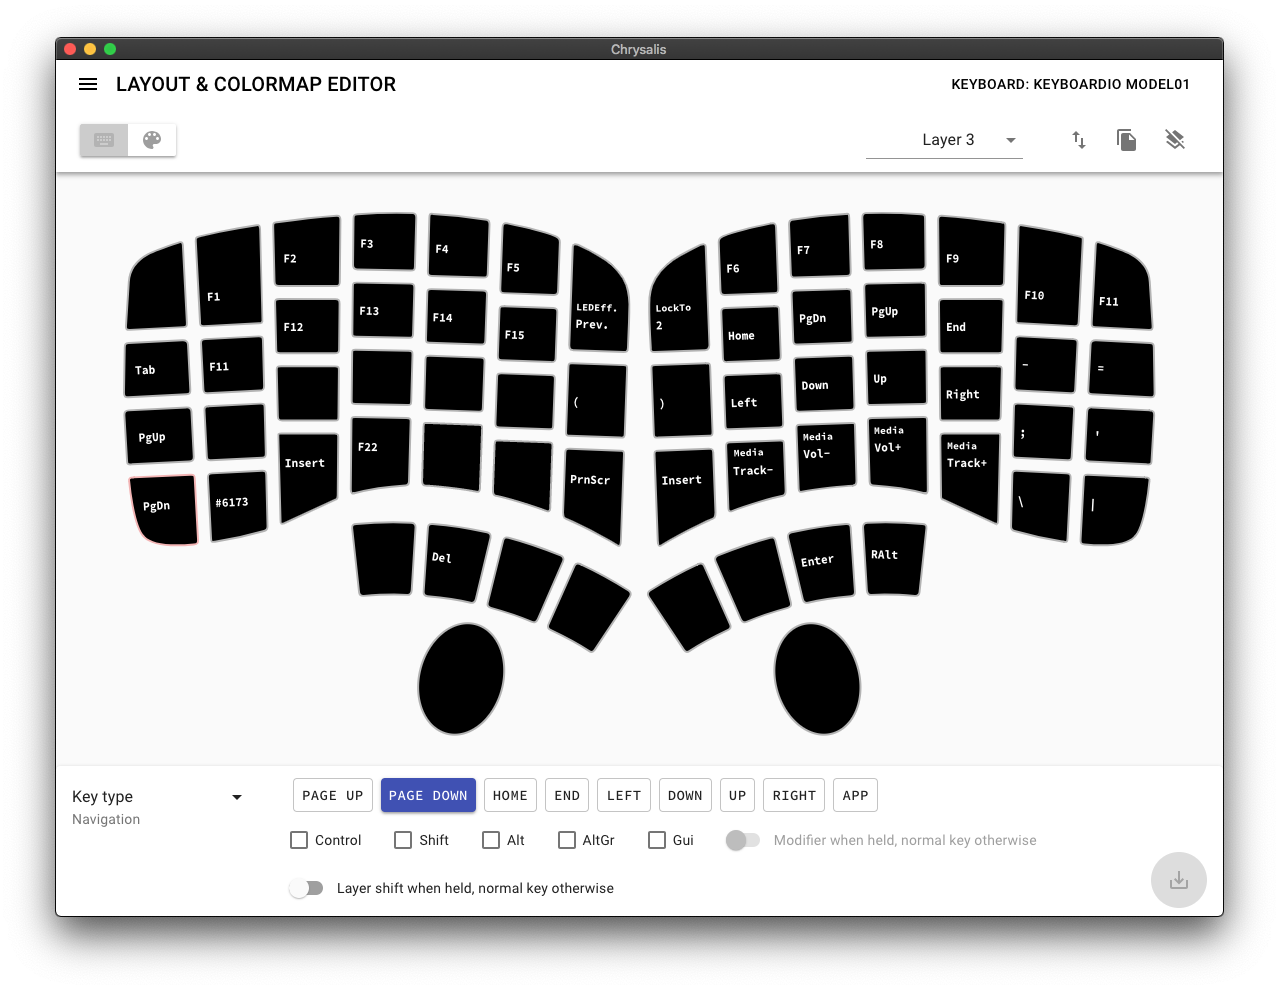 Chrysalis
LAYOUT & COLORMAP EDITOR
KEYBOARD: KEYBOARDIO MODEL01
Layer 3
F1
F2
F3
F4
F5
LEDEff.
Prev.
LockTo
2
F6
F7
F8
F9
F10
F11
Tab
F11
F12
F13
F14
F15
Home
PgDn
PgUp
End
-
=
PgUp
(
)
Left
Down
Up
Right
;
'
PgDn
#6173
Insert
F22
PrnScr
Insert
Media
Track-
Media
Vol-
Media
Vol+
Media
Track+
\
|
Del
Enter
RAlt
Key type
Navigation
PAGE UP PAGE DOWN HOME END LEFT DOWN UP RIGHT APP
Control Shift Alt AltGr Gui Modifier when held, normal key otherwise
Layer shift when held, normal key otherwise